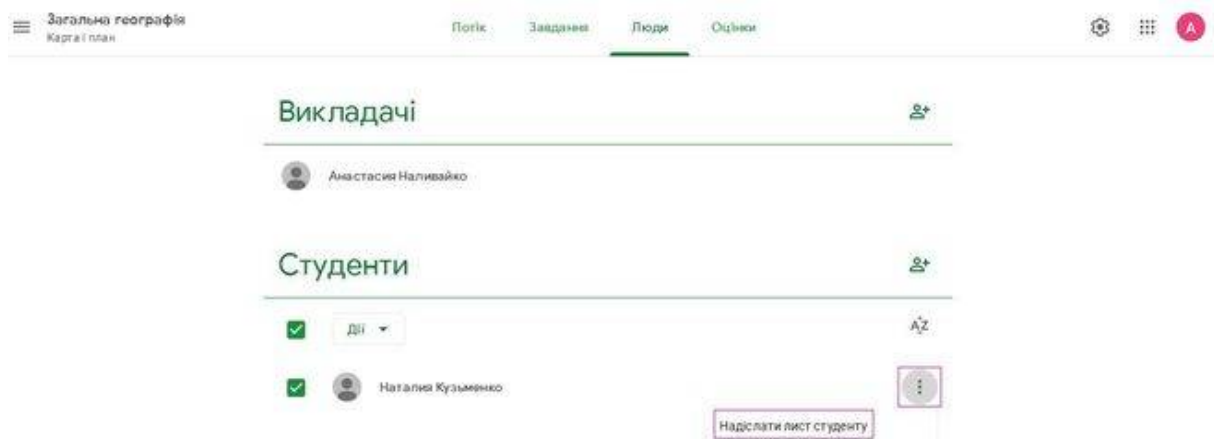 Загальна географія
Карта і план
Потік
Завдання
Люди
Оцінки
А
Викладачі
Анастасия Наливайко
Студенти
Дії
AZ
Наталия Кузьменко
Надіслати лист студенту